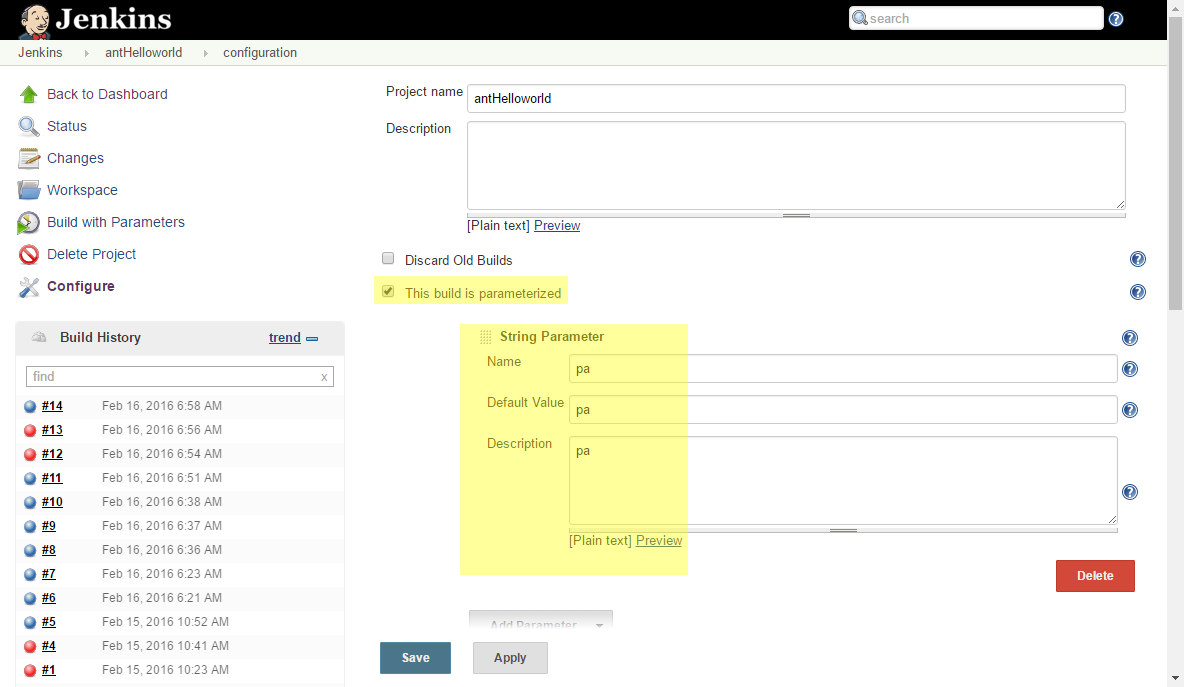 Jenkins
search
Jenkins antHelloworld configuration
Back to Dashboard
Status
Changes
Workspace
Build with Parameters
Delete Project
Configure
Build History trend
find x
#14 Feb 16, 2016 6:58 AM
#13 Feb 16, 2016 6:56 AM
#12 Feb 16, 2016 6:54 AM
#11 Feb 16, 2016 6:51 AM
#10 Feb 16, 2016 6:38 AM
#9 Feb 16, 2016 6:37 AM
#8 Feb 16, 2016 6:36 AM
#7 Feb 16, 2016 6:23 AM
#6 Feb 16, 2016 6:21 AM
#5 Feb 15, 2016 10:52 AM
#4 Feb 15, 2016 10:41 AM
#1 Feb 15, 2016 10:23 AM
Project name antHelloworld
Description
[Plain text] Preview
Discard Old Builds
This build is parameterized
String Parameter
Name pa
Default Value pa
Description pa
[Plain text] Preview
Delete
Add Parameter
Save Apply